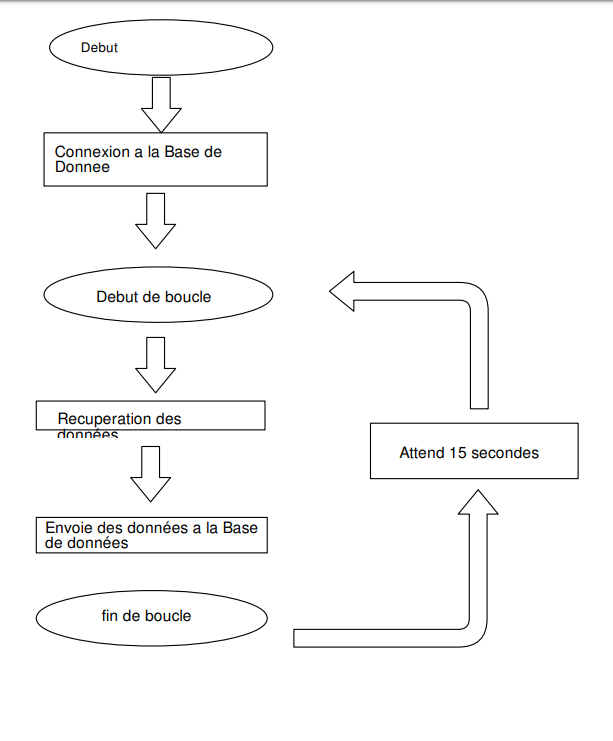 Debut
Connexion a la Base de
Donnee
Debut de boucle
Recuperation des
données
Attend 15 secondes
Envoie des données a la Base
de données
fin de boucle